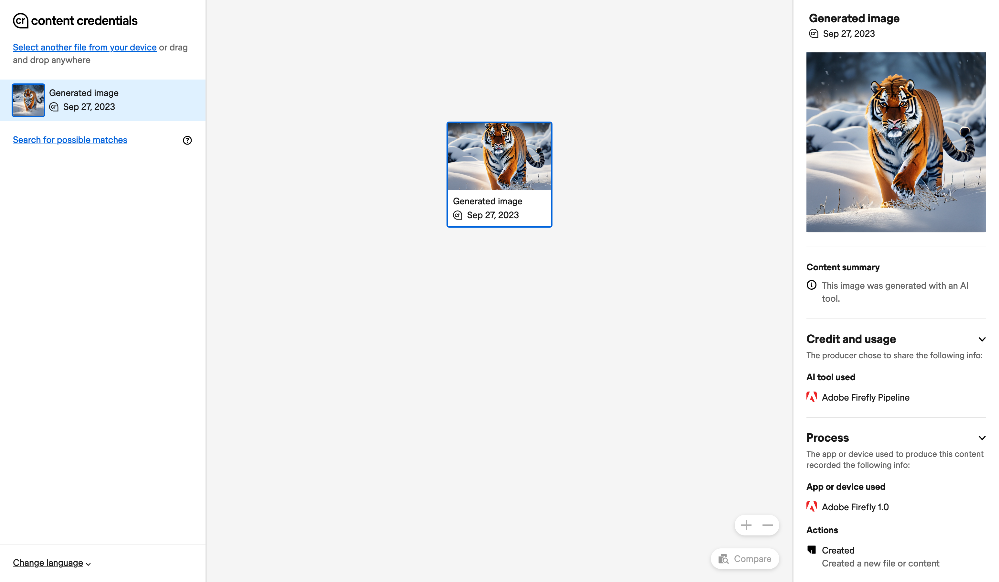 cr content credentials
Select another file from your device or drag
and drop anywhere
Generated image
cr Sep 27, 2023
Search for possible matches
?
Change language
Generated image
cr Sep 27, 2023
Compare
Generated image
cr Sep 27, 2023
Content summary
This image was generated with an AI
tool.
Credit and usage
The producer chose to share the following info:
AI tool used
Adobe Firefly Pipeline
Process
The app or device used to produce this content
recorded the following info:
App or device used
Adobe Firefly 1.0
Actions
Created
Created a new file or content